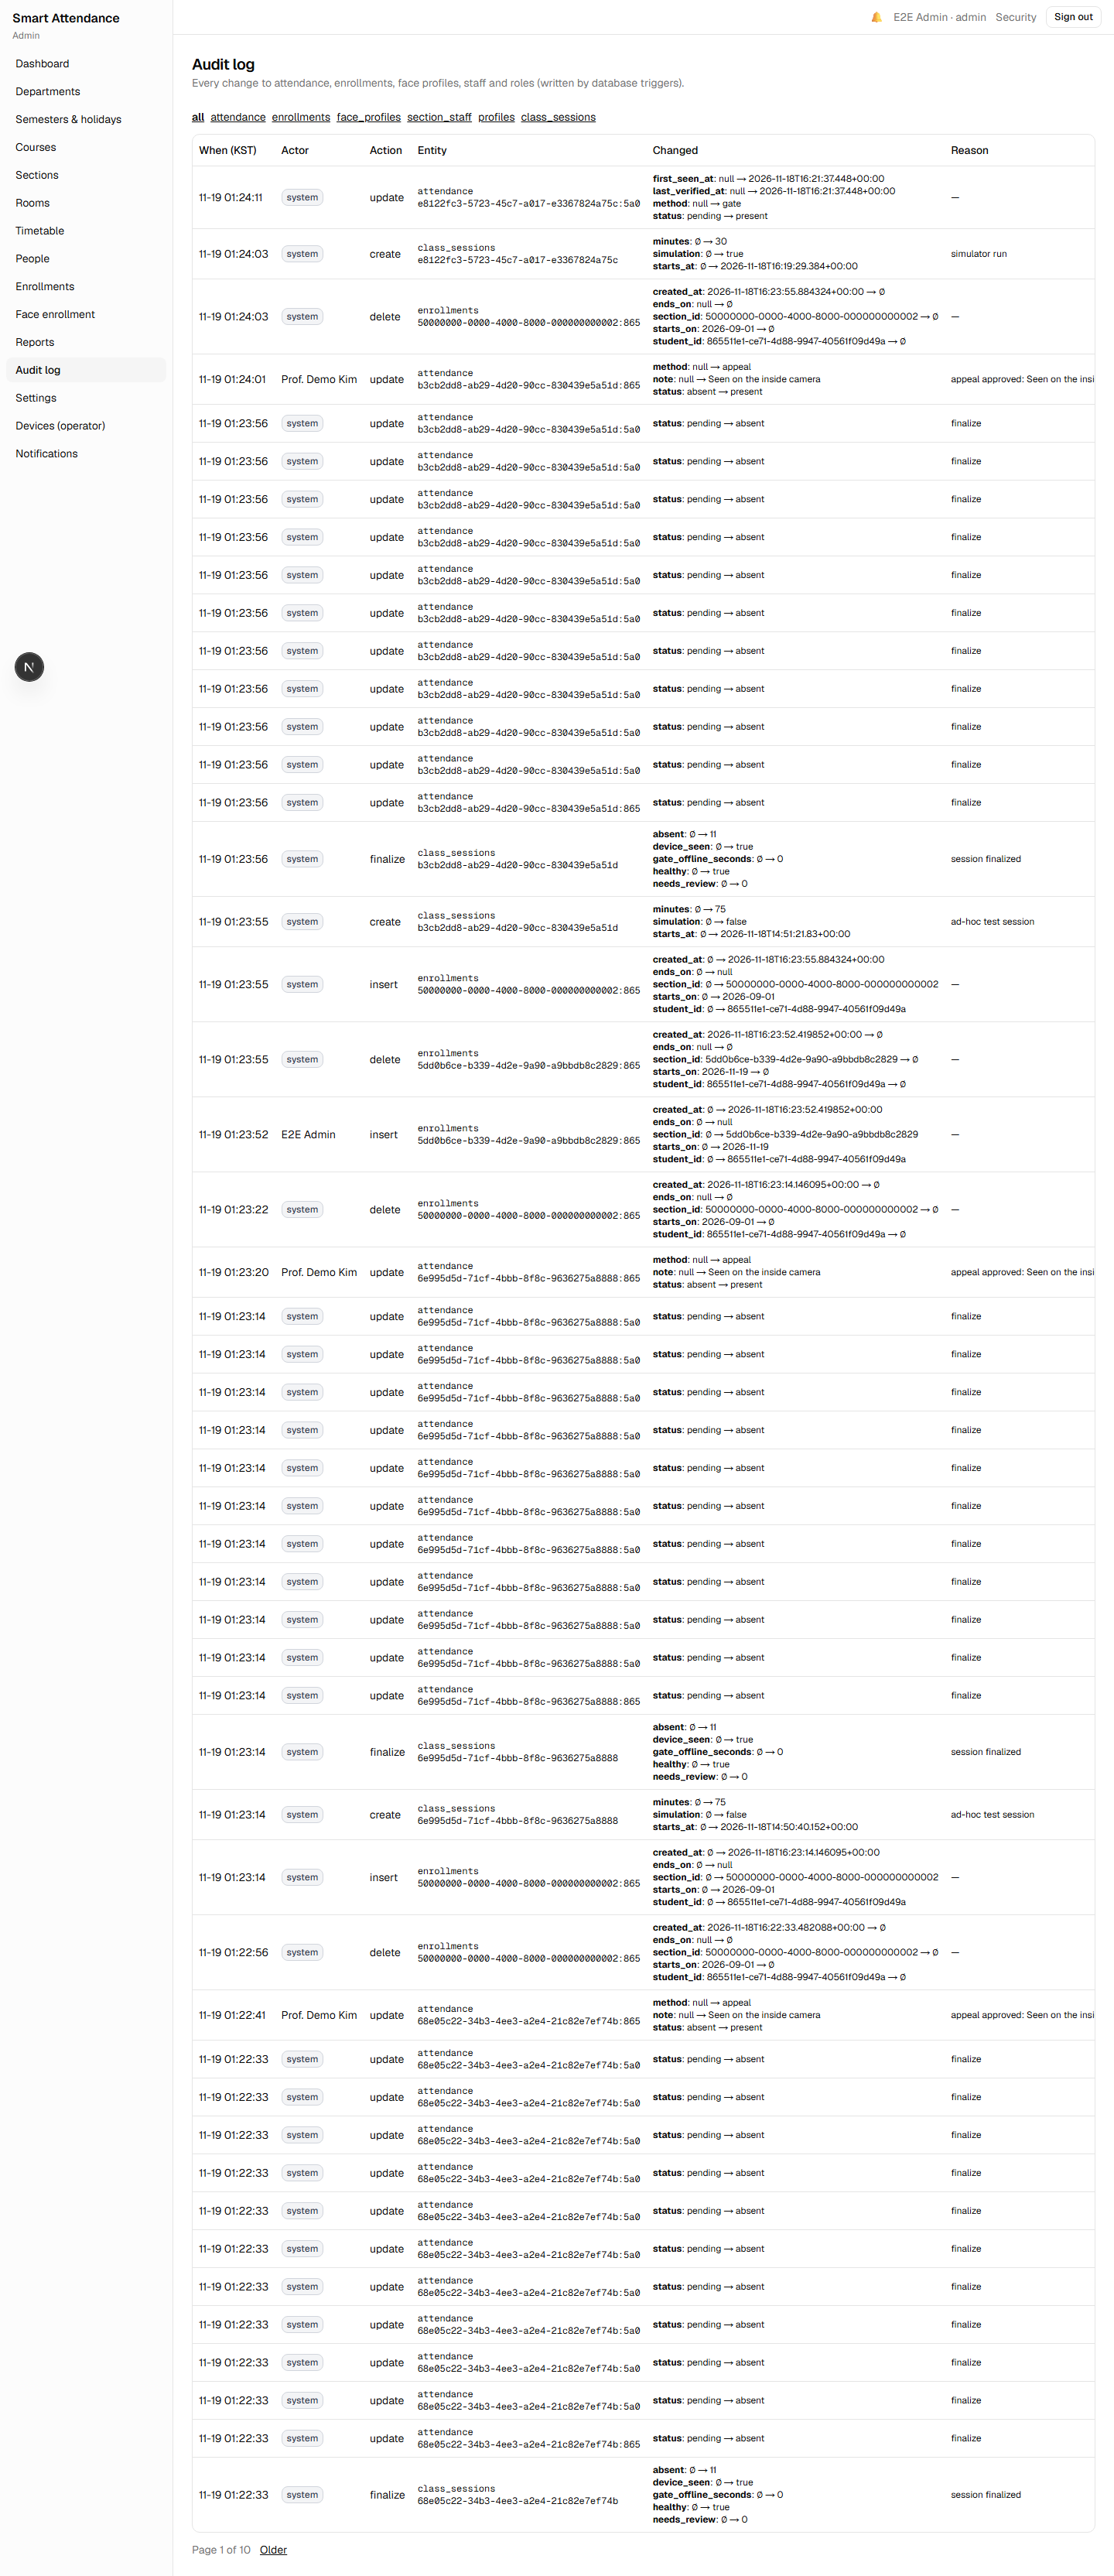 Smart Attendance
Admin
Dashboard
Departments
Semesters & holidays
Courses
Sections
Rooms
Timetable
People
Enrollments
Face enrollment
Reports
Audit log
Settings
Devices (operator)
Notifications
N
E2E Admin · admin Security Sign out
Audit log
Every change to attendance, enrollments, face profiles, staff and roles (written by database triggers).
all attendance enrollments face_profiles section_staff profiles class_sessions
When (KST) Actor Action Entity Changed Reason
11-19 01:24:11 system update attendance e8122fc3-5723-45c7-a017-e3367824a75c:5a0
first_seen_at: null → 2026-11-18T16:21:37.448+00:00
last_verified_at: null → 2026-11-18T16:21:37.448+00:00
method: null → gate
status: pending → present
—
11-19 01:24:03 system create class_sessions e8122fc3-5723-45c7-a017-e3367824a75c
minutes: Ø → 30
simulation: Ø → true
starts_at: Ø → 2026-11-18T16:19:29.384+00:00
simulator run
11-19 01:24:03 system delete enrollments 50000000-0000-4000-8000-000000000002:865
created_at: 2026-11-18T16:23:55.884324+00:00 → Ø
ends_on: null → Ø
section_id: 50000000-0000-4000-8000-000000000002 → Ø
starts_on: 2026-09-01 → Ø
student_id: 865511e1-ce71-4d88-9947-40561f09d49a → Ø
—
11-19 01:24:01 Prof. Demo Kim update attendance b3cb2dd8-ab29-4d20-90cc-830439e5a51d:865
method: null → appeal
note: null → Seen on the inside camera
status: absent → present
appeal approved: Seen on the insi
11-19 01:23:56 system update attendance b3cb2dd8-ab29-4d20-90cc-830439e5a51d:5a0 status: pending → absent finalize
11-19 01:23:56 system update attendance b3cb2dd8-ab29-4d20-90cc-830439e5a51d:5a0 status: pending → absent finalize
11-19 01:23:56 system update attendance b3cb2dd8-ab29-4d20-90cc-830439e5a51d:5a0 status: pending → absent finalize
11-19 01:23:56 system update attendance b3cb2dd8-ab29-4d20-90cc-830439e5a51d:5a0 status: pending → absent finalize
11-19 01:23:56 system update attendance b3cb2dd8-ab29-4d20-90cc-830439e5a51d:5a0 status: pending → absent finalize
11-19 01:23:56 system update attendance b3cb2dd8-ab29-4d20-90cc-830439e5a51d:5a0 status: pending → absent finalize
11-19 01:23:56 system update attendance b3cb2dd8-ab29-4d20-90cc-830439e5a51d:5a0 status: pending → absent finalize
11-19 01:23:56 system update attendance b3cb2dd8-ab29-4d20-90cc-830439e5a51d:5a0 status: pending → absent finalize
11-19 01:23:56 system update attendance b3cb2dd8-ab29-4d20-90cc-830439e5a51d:5a0 status: pending → absent finalize
11-19 01:23:56 system update attendance b3cb2dd8-ab29-4d20-90cc-830439e5a51d:5a0 status: pending → absent finalize
11-19 01:23:56 system update attendance b3cb2dd8-ab29-4d20-90cc-830439e5a51d:865 status: pending → absent finalize
11-19 01:23:56 system finalize class_sessions b3cb2dd8-ab29-4d20-90cc-830439e5a51d
absent: Ø → 11
device_seen: Ø → true
gate_offline_seconds: Ø → 0
healthy: Ø → true
needs_review: Ø → 0
session finalized
11-19 01:23:55 system create class_sessions b3cb2dd8-ab29-4d20-90cc-830439e5a51d
minutes: Ø → 75
simulation: Ø → false
starts_at: Ø → 2026-11-18T14:51:21.83+00:00
ad-hoc test session
11-19 01:23:55 system insert enrollments 50000000-0000-4000-8000-000000000002:865
created_at: Ø → 2026-11-18T16:23:55.884324+00:00
ends_on: Ø → null
section_id: Ø → 50000000-0000-4000-8000-000000000002
starts_on: Ø → 2026-09-01
student_id: Ø → 865511e1-ce71-4d88-9947-40561f09d49a
—
11-19 01:23:55 system delete enrollments 5dd0b6ce-b339-4d2e-9a90-a9bbdb8c2829:865
created_at: 2026-11-18T16:23:52.419852+00:00 → Ø
ends_on: null → Ø
section_id: 5dd0b6ce-b339-4d2e-9a90-a9bbdb8c2829 → Ø
starts_on: 2026-11-19 → Ø
student_id: 865511e1-ce71-4d88-9947-40561f09d49a → Ø
—
11-19 01:23:52 E2E Admin insert enrollments 5dd0b6ce-b339-4d2e-9a90-a9bbdb8c2829:865
created_at: Ø → 2026-11-18T16:23:52.419852+00:00
ends_on: Ø → null
section_id: Ø → 5dd0b6ce-b339-4d2e-9a90-a9bbdb8c2829
starts_on: Ø → 2026-11-19
student_id: Ø → 865511e1-ce71-4d88-9947-40561f09d49a
—
11-19 01:23:22 system delete enrollments 50000000-0000-4000-8000-000000000002:865
created_at: 2026-11-18T16:23:14.146095+00:00 → Ø
ends_on: null → Ø
section_id: 50000000-0000-4000-8000-000000000002 → Ø
starts_on: 2026-09-01 → Ø
student_id: 865511e1-ce71-4d88-9947-40561f09d49a → Ø
—
11-19 01:23:20 Prof. Demo Kim update attendance 6e995d5d-71cf-4bbb-8f8c-9636275a8888:865
method: null → appeal
note: null → Seen on the inside camera
status: absent → present
appeal approved: Seen on the insi
11-19 01:23:14 system update attendance 6e995d5d-71cf-4bbb-8f8c-9636275a8888:5a0 status: pending → absent finalize
11-19 01:23:14 system update attendance 6e995d5d-71cf-4bbb-8f8c-9636275a8888:5a0 status: pending → absent finalize
11-19 01:23:14 system update attendance 6e995d5d-71cf-4bbb-8f8c-9636275a8888:5a0 status: pending → absent finalize
11-19 01:23:14 system update attendance 6e995d5d-71cf-4bbb-8f8c-9636275a8888:5a0 status: pending → absent finalize
11-19 01:23:14 system update attendance 6e995d5d-71cf-4bbb-8f8c-9636275a8888:5a0 status: pending → absent finalize
11-19 01:23:14 system update attendance 6e995d5d-71cf-4bbb-8f8c-9636275a8888:5a0 status: pending → absent finalize
11-19 01:23:14 system update attendance 6e995d5d-71cf-4bbb-8f8c-9636275a8888:5a0 status: pending → absent finalize
11-19 01:23:14 system update attendance 6e995d5d-71cf-4bbb-8f8c-9636275a8888:5a0 status: pending → absent finalize
11-19 01:23:14 system update attendance 6e995d5d-71cf-4bbb-8f8c-9636275a8888:5a0 status: pending → absent finalize
11-19 01:23:14 system update attendance 6e995d5d-71cf-4bbb-8f8c-9636275a8888:5a0 status: pending → absent finalize
11-19 01:23:14 system update attendance 6e995d5d-71cf-4bbb-8f8c-9636275a8888:865 status: pending → absent finalize
11-19 01:23:14 system finalize class_sessions 6e995d5d-71cf-4bbb-8f8c-9636275a8888
absent: Ø → 11
device_seen: Ø → true
gate_offline_seconds: Ø → 0
healthy: Ø → true
needs_review: Ø → 0
session finalized
11-19 01:23:14 system create class_sessions 6e995d5d-71cf-4bbb-8f8c-9636275a8888
minutes: Ø → 75
simulation: Ø → false
starts_at: Ø → 2026-11-18T14:50:40.152+00:00
ad-hoc test session
11-19 01:23:14 system insert enrollments 50000000-0000-4000-8000-000000000002:865
created_at: Ø → 2026-11-18T16:23:14.146095+00:00
ends_on: Ø → null
section_id: Ø → 50000000-0000-4000-8000-000000000002
starts_on: Ø → 2026-09-01
student_id: Ø → 865511e1-ce71-4d88-9947-40561f09d49a
—
11-19 01:22:56 system delete enrollments 50000000-0000-4000-8000-000000000002:865
created_at: 2026-11-18T16:22:33.482088+00:00 → Ø
ends_on: null → Ø
section_id: 50000000-0000-4000-8000-000000000002 → Ø
starts_on: 2026-09-01 → Ø
student_id: 865511e1-ce71-4d88-9947-40561f09d49a → Ø
—
11-19 01:22:41 Prof. Demo Kim update attendance 68e05c22-34b3-4ee3-a2e4-21c82e7ef74b:865
method: null → appeal
note: null → Seen on the inside camera
status: absent → present
appeal approved: Seen on the insi
11-19 01:22:33 system update attendance 68e05c22-34b3-4ee3-a2e4-21c82e7ef74b:5a0 status: pending → absent finalize
11-19 01:22:33 system update attendance 68e05c22-34b3-4ee3-a2e4-21c82e7ef74b:5a0 status: pending → absent finalize
11-19 01:22:33 system update attendance 68e05c22-34b3-4ee3-a2e4-21c82e7ef74b:5a0 status: pending → absent finalize
11-19 01:22:33 system update attendance 68e05c22-34b3-4ee3-a2e4-21c82e7ef74b:5a0 status: pending → absent finalize
11-19 01:22:33 system update attendance 68e05c22-34b3-4ee3-a2e4-21c82e7ef74b:5a0 status: pending → absent finalize
11-19 01:22:33 system update attendance 68e05c22-34b3-4ee3-a2e4-21c82e7ef74b:5a0 status: pending → absent finalize
11-19 01:22:33 system update attendance 68e05c22-34b3-4ee3-a2e4-21c82e7ef74b:5a0 status: pending → absent finalize
11-19 01:22:33 system update attendance 68e05c22-34b3-4ee3-a2e4-21c82e7ef74b:5a0 status: pending → absent finalize
11-19 01:22:33 system update attendance 68e05c22-34b3-4ee3-a2e4-21c82e7ef74b:5a0 status: pending → absent finalize
11-19 01:22:33 system update attendance 68e05c22-34b3-4ee3-a2e4-21c82e7ef74b:5a0 status: pending → absent finalize
11-19 01:22:33 system update attendance 68e05c22-34b3-4ee3-a2e4-21c82e7ef74b:865 status: pending → absent finalize
11-19 01:22:33 system finalize class_sessions 68e05c22-34b3-4ee3-a2e4-21c82e7ef74b
absent: Ø → 11
device_seen: Ø → true
gate_offline_seconds: Ø → 0
healthy: Ø → true
needs_review: Ø → 0
session finalized
Page 1 of 10 Older